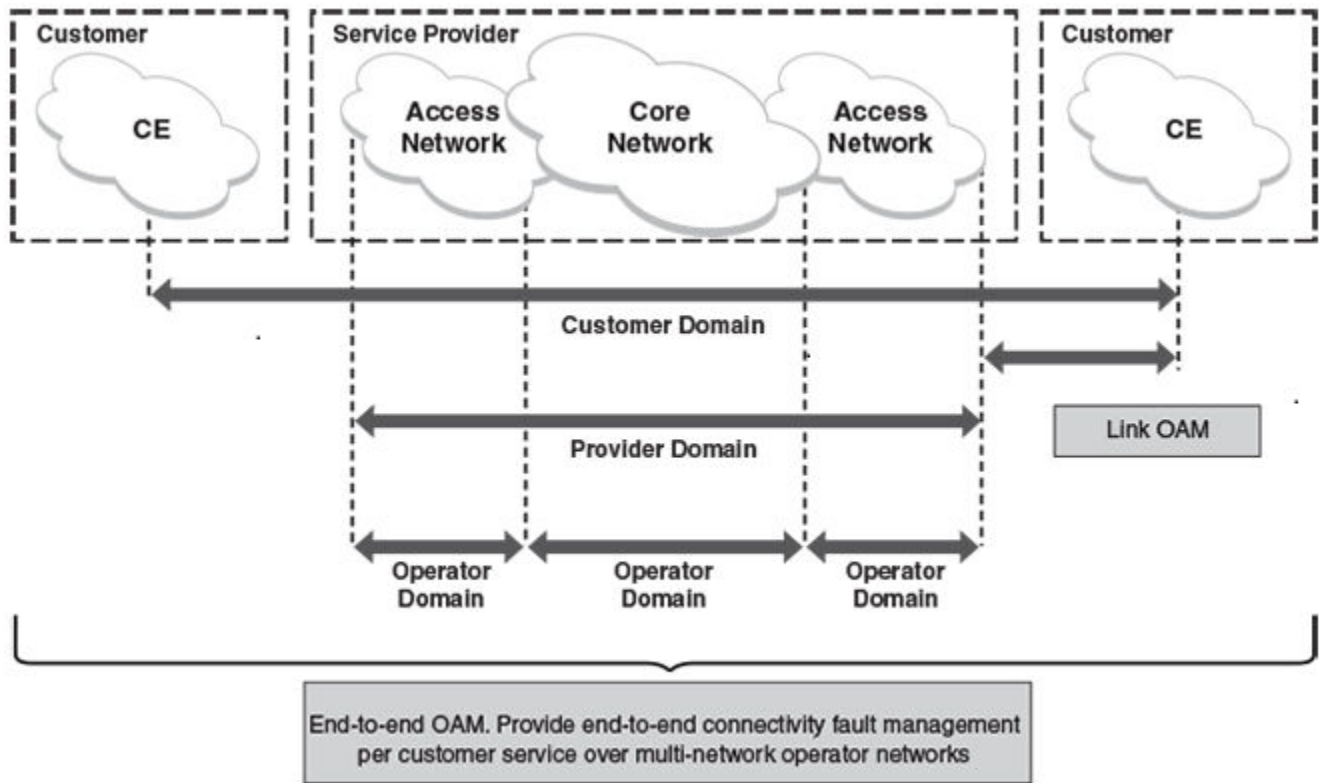 Customer
Service Provider
Customer
CE
Access
Network
Core
Network
Access
Network
CE
Customer Domain
Provider Domain
Link OAM
Operator
Domain
Operator
Domain
Operator
Domain
End-to-end OAM. Provide end-to-end connectivity fault management
per customer service over multi-network operator networks